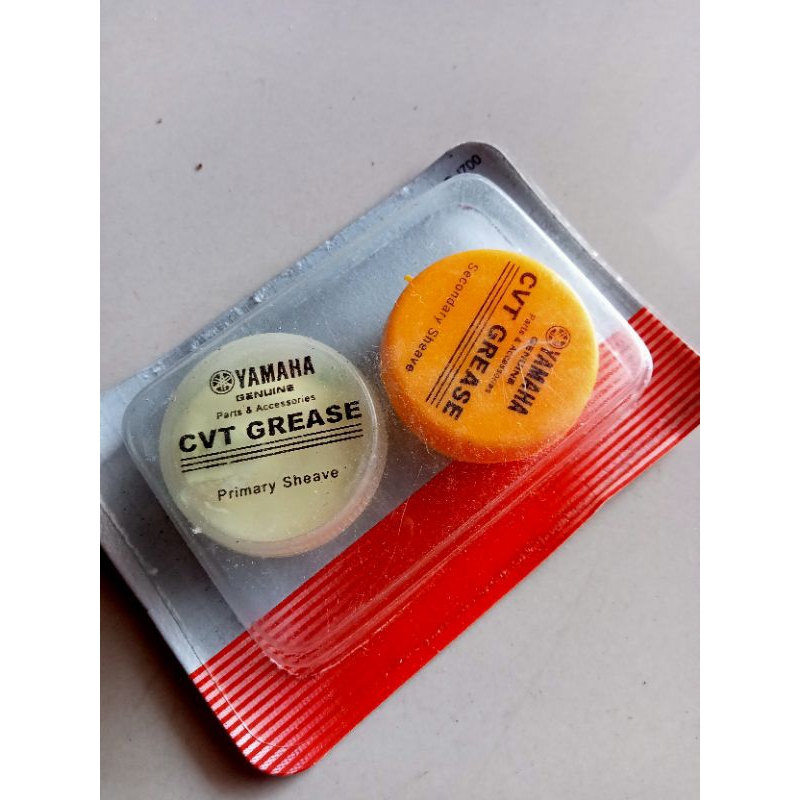 YAMAHA
GENUINE
Parts & Accessories
CVT GREASE
Primary Sheave
YAMAHA
GENUINE
Parts & Accessories
CVT GREASE
Secondary Sheave